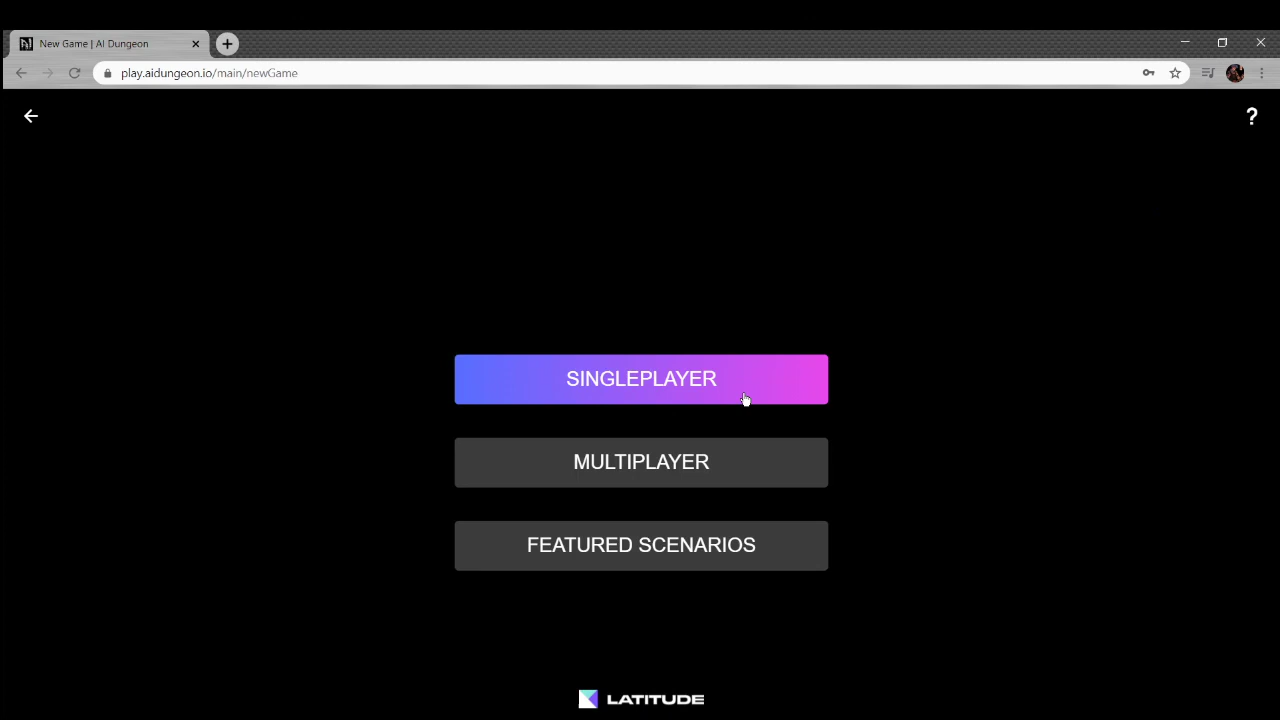 New Game | AI Dungeon
play.aidungeon.io/main/newGame
?
SINGLEPLAYER
MULTIPLAYER
FEATURED SCENARIOS
LATITUDE